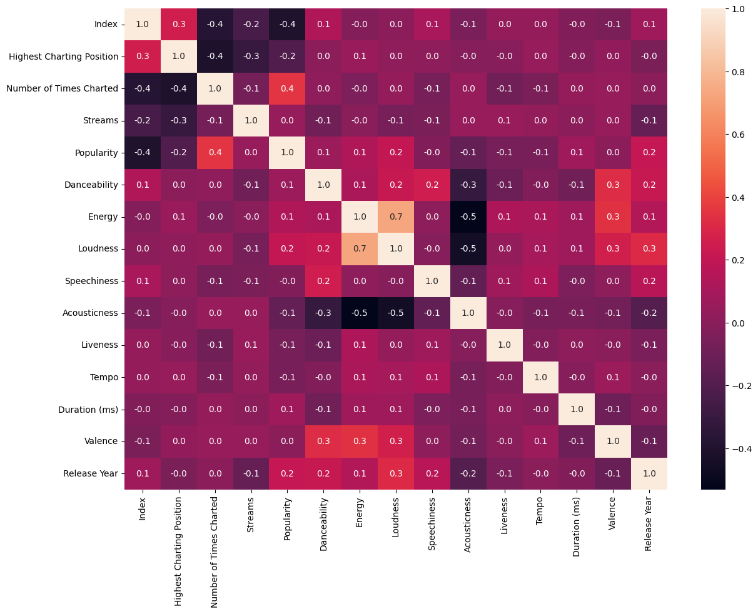 Index 1.0 0.3 -0.4 -0.2 -0.4 0.1 -0.0 0.0 0.1 -0.1 0.0 0.0 -0.0 -0.1 0.1
Highest Charting Position 0.3 1.0 -0.4 -0.3 -0.2 0.0 0.1 0.0 0.0 -0.0 -0.0 0.0 -0.0 0.0 -0.0
Number of Times Charted -0.4 -0.4 1.0 -0.1 0.4 0.0 -0.0 0.0 -0.1 0.0 -0.1 -0.1 0.0 0.0 0.0
Streams -0.2 -0.3 -0.1 1.0 0.0 -0.1 -0.0 -0.1 -0.1 0.0 0.1 0.0 0.0 0.0 -0.1
Popularity -0.4 -0.2 0.4 0.0 1.0 0.1 0.1 0.2 -0.0 -0.1 -0.1 -0.1 0.1 0.0 0.2
Danceability 0.1 0.0 0.0 -0.1 0.1 1.0 0.1 0.2 0.2 -0.3 -0.1 -0.0 -0.1 0.3 0.2
Energy -0.0 0.1 -0.0 -0.0 0.1 0.1 1.0 0.7 0.0 -0.5 0.1 0.1 0.1 0.3 0.1
Loudness 0.0 0.0 0.0 -0.1 0.2 0.2 0.7 1.0 -0.0 -0.5 0.0 0.1 0.1 0.3 0.3
Speechiness 0.1 0.0 -0.1 -0.1 -0.0 0.2 0.0 -0.0 1.0 -0.1 0.1 0.1 -0.0 0.0 0.2
Acousticness -0.1 -0.0 0.0 0.0 -0.1 -0.3 -0.5 -0.5 -0.1 1.0 -0.0 -0.1 -0.1 -0.1 -0.2
Liveness 0.0 -0.0 -0.1 0.1 -0.1 -0.1 0.1 0.0 0.1 -0.0 1.0 -0.0 0.0 -0.0 -0.1
Tempo 0.0 0.0 -0.1 0.0 -0.1 -0.0 0.1 0.1 0.1 -0.1 -0.0 1.0 -0.0 0.1 -0.0
Duration (ms) -0.0 -0.0 0.0 0.0 0.1 -0.1 0.1 0.1 -0.0 -0.1 0.0 -0.0 1.0 -0.1 -0.0
Valence -0.1 0.0 0.0 0.0 0.0 0.3 0.3 0.3 0.0 -0.1 -0.0 0.1 -0.1 1.0 -0.1
Release Year 0.1 -0.0 0.0 -0.1 0.2 0.2 0.1 0.3 0.2 -0.2 -0.1 -0.0 -0.0 -0.1 1.0
Index
Highest Charting Position
Number of Times Charted
Streams
Popularity
Danceability
Energy
Loudness
Speechiness
Acousticness
Liveness
Tempo
Duration (ms)
Valence
Release Year
1.0
0.8
0.6
0.4
0.2
0.0
−0.2
−0.4